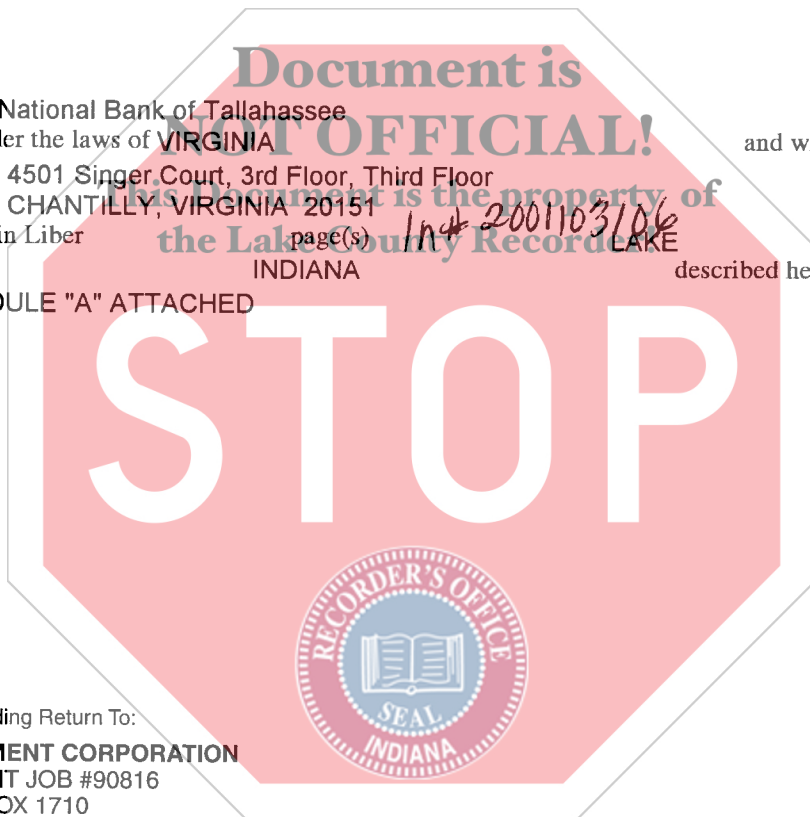 Document is
National Bank of Tallahassee
NOT OFFICIAL!
er the laws of VIRGINIA and w
4501 Singer Court, 3rd Floor, Third Floor
This Document is the property of
CHANTILLY, VIRGINIA 20151
the Lake County Recorder!
in Liber page(s) In# 2001103106 LAKE
INDIANA described he
DULE "A" ATTACHED
STOP
RECORDER'S OFFICE
SEAL
INDIANA
ding Return To:
MENT CORPORATION
IT JOB #90816
OX 1710